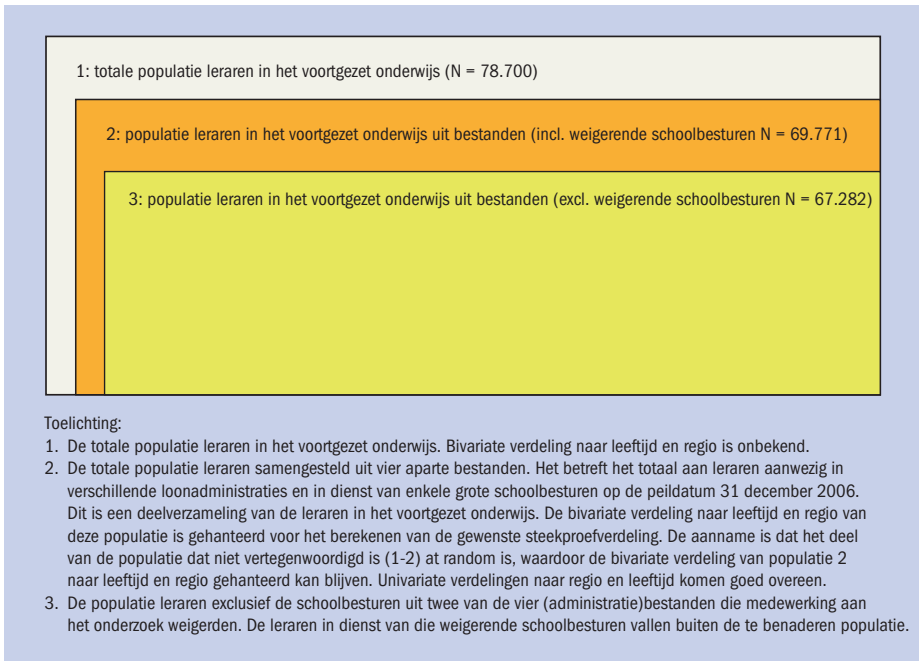 1: totale populatie leraren in het voortgezet onderwijs (N = 78.700)
2: populatie leraren in het voortgezet onderwijs uit bestanden (incl. weigerende schoolbesturen N = 69.771)
3: populatie leraren in het voortgezet onderwijs uit bestanden (excl. weigerende schoolbesturen N = 67.282)
Toelichting:
1. De totale populatie leraren in het voortgezet onderwijs. Bivariate verdeling naar leeftijd en regio is onbekend.
2. De totale populatie leraren samengesteld uit vier aparte bestanden. Het betreft het totaal aan leraren aanwezig in
verschillende loonadministraties en in dienst van enkele grote schoolbesturen op de peildatum 31 december 2006.
Dit is een deelverzameling van de leraren in het voortgezet onderwijs. De bivariate verdeling naar leeftijd en regio van
deze populatie is gehanteerd voor het berekenen van de gewenste steekproefverdeling. De aanname is dat het deel
van de populatie dat niet vertegenwoordigd is (1-2) at random is, waardoor de bivariate verdeling van populatie 2
naar leeftijd en regio gehanteerd kan blijven. Univariate verdelingen naar regio en leeftijd komen goed overeen.
3. De populatie leraren exclusief de schoolbesturen uit twee van de vier (administratie)bestanden die medewerking aan
het onderzoek weigerden. De leraren in dienst van die weigerende schoolbesturen vallen buiten de te benaderen populatie.